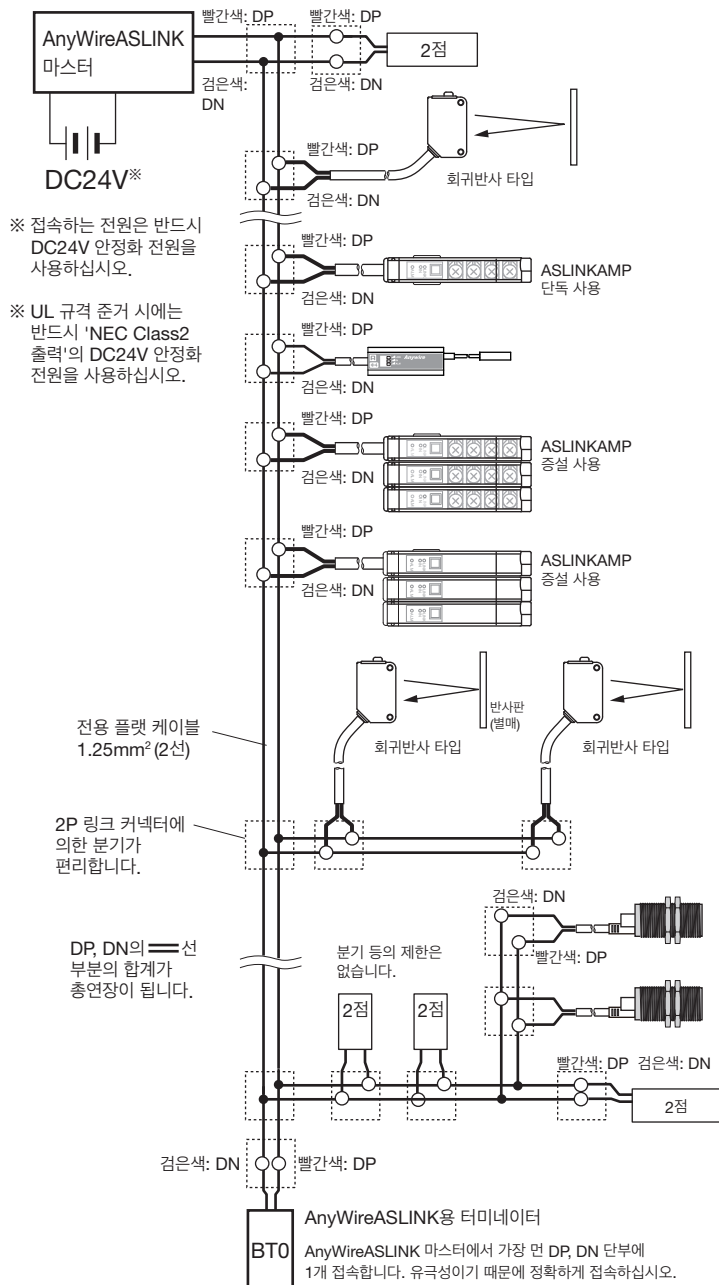 AnyWireASLINK
마스터
DC24V※
※ 접속하는 전원은 반드시
DC24V 안정화 전원을
사용하십시오.
※ UL 규격 준거 시에는
반드시 'NEC Class2
출력'의 DC24V 안정화
전원을 사용하십시오.
빨간색: DP
빨간색: DP
2점
검은색:
DN
검은색: DN
빨간색: DP
검은색: DN
회귀반사 타입
빨간색: DP
검은색: DN
ASLINKAMP
단독 사용
빨간색: DP
Anywire
검은색: DN
빨간색: DP
검은색: DN
ASLINKAMP
증설 사용
빨간색: DP
검은색: DN
ASLINKAMP
증설 사용
반사판
(별매)
회귀반사 타입
회귀반사 타입
전용 플랫 케이블
1.25mm² (2선)
2P 링크 커넥터에
의한 분기가
편리합니다.
DP, DN의 선
부분의 합계가
총연장이 됩니다.
분기 등의 제한은
없습니다.
2점
2점
검은색: DN
빨간색: DP
빨간색: DP 검은색: DN
2점
검은색: DN
빨간색: DP
BT0
AnyWireASLINK용 터미네이터
AnyWireASLINK 마스터에서 가장 먼 DP, DN 단부에
1개 접속합니다. 유극성이기 때문에 정확하게 접속하십시오.